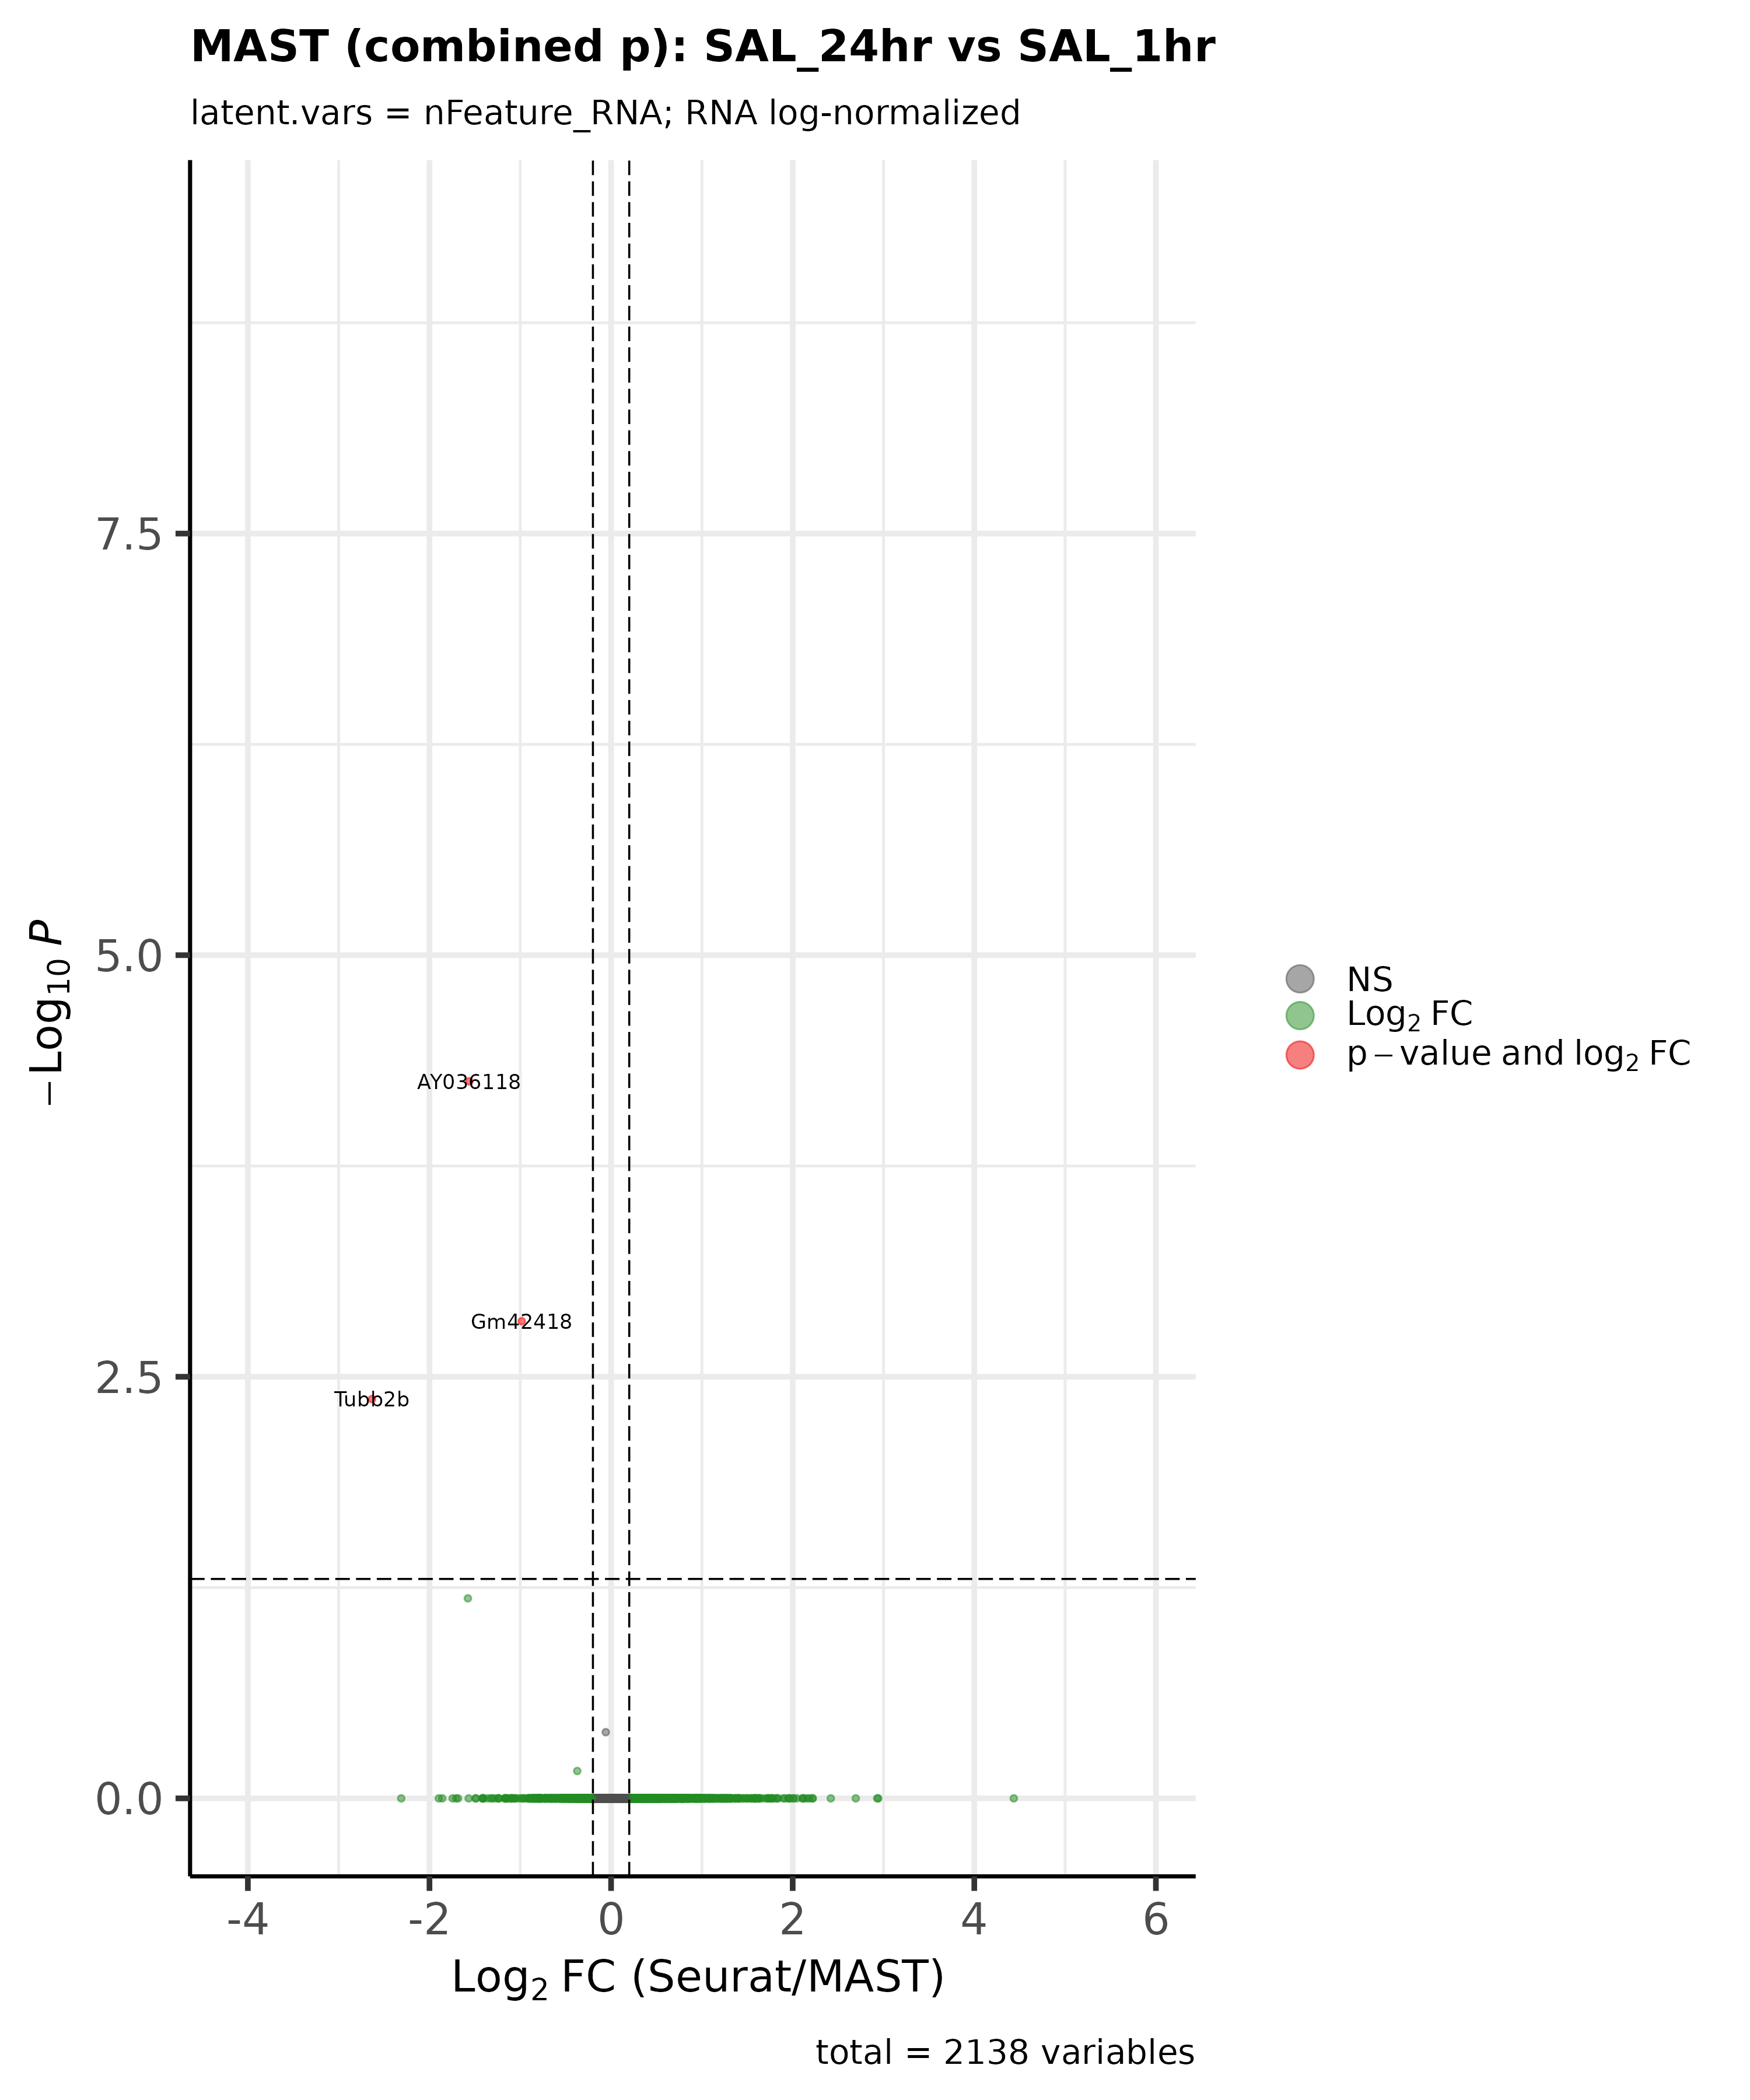 MAST (combined p): SAL_24hr vs SAL_1hr
latent.vars = nFeature_RNA; RNA log-normalized
−Log10 P
7.5
5.0
2.5
0.0
AY036118
Gm42418
Tubb2b
-4 -2 0 2 4 6
Log2 FC (Seurat/MAST)
NS
Log2 FC
p − value and log2 FC
total = 2138 variables